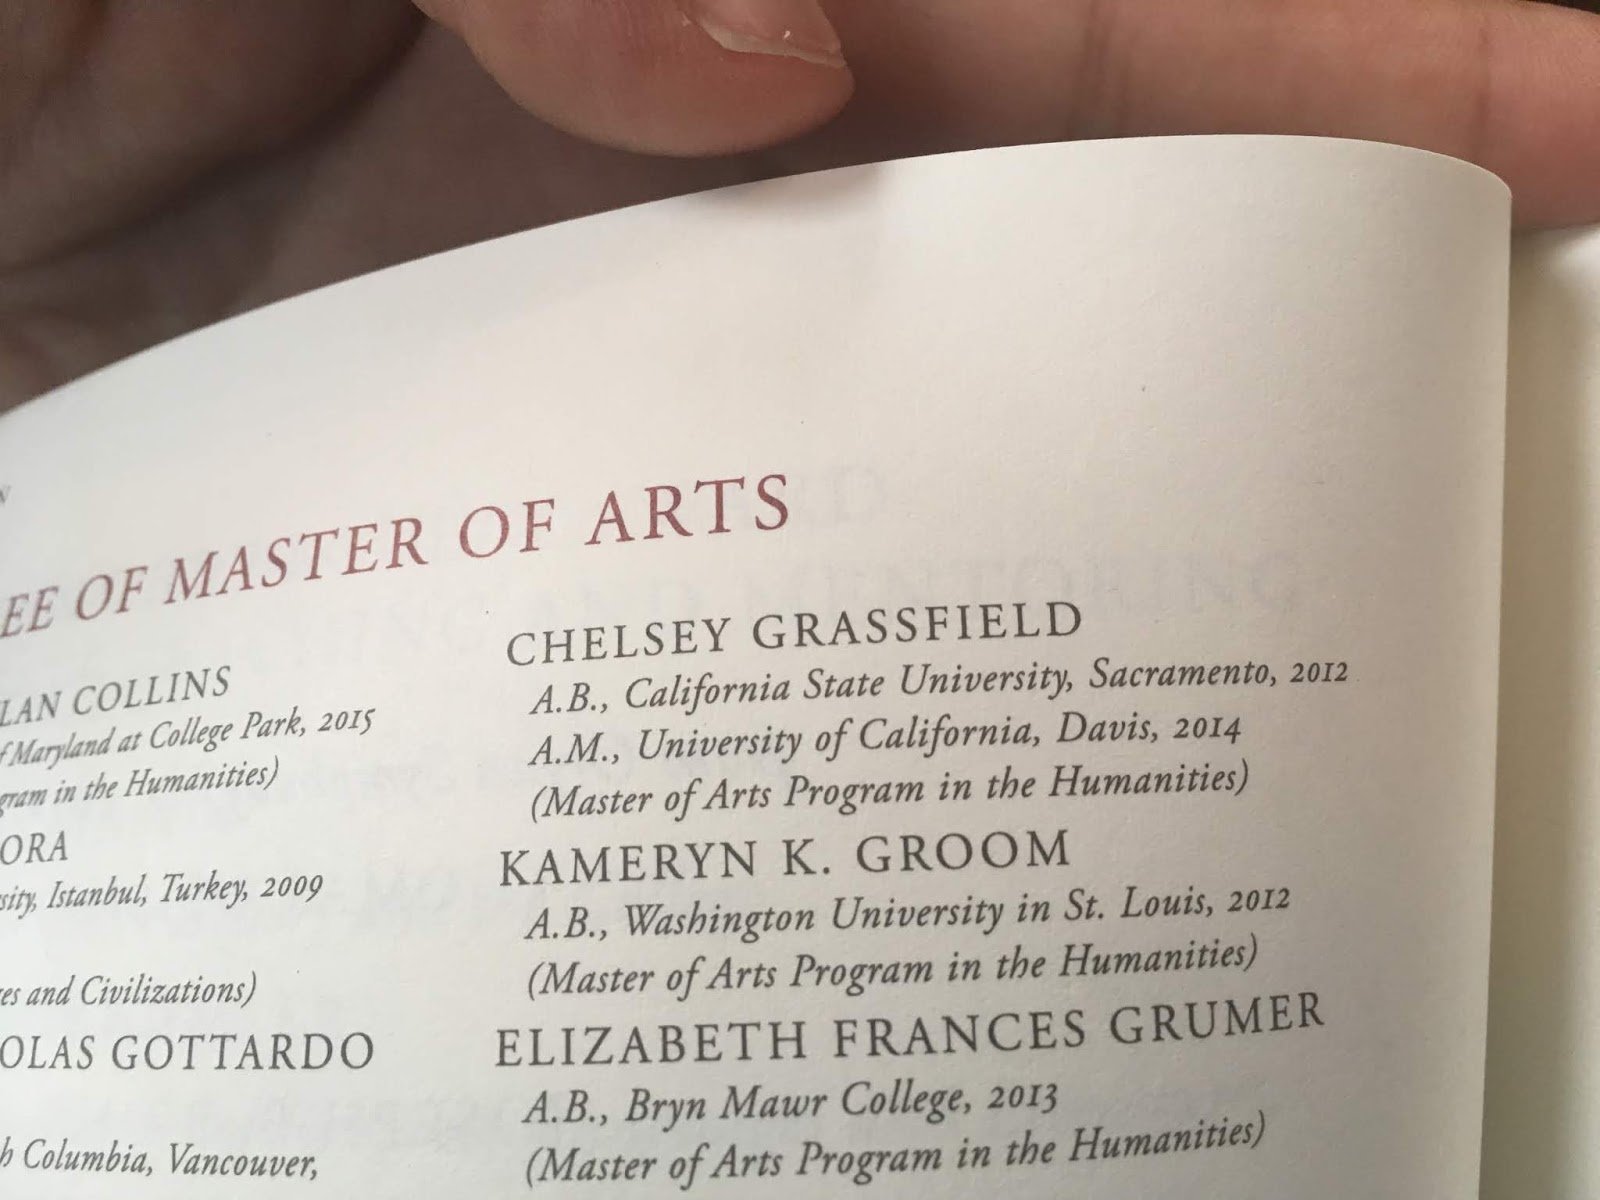 EE OF MASTER OF ARTS
LAN COLLINS
f Maryland at College Park, 2015
gram in the Humanities)
ORA
sity, Istanbul, Turkey, 2009
es and Civilizations)
OLAS GOTTARDO
h Columbia, Vancouver,
CHELSEY GRASSFIELD
A.B., California State University, Sacramento, 2012
A.M., University of California, Davis, 2014
(Master of Arts Program in the Humanities)
KAMERYN K. GROOM
A.B., Washington University in St. Louis, 2012
(Master of Arts Program in the Humanities)
ELIZABETH FRANCES GRUMER
A.B., Bryn Mawr College, 2013
(Master of Arts Program in the Humanities)